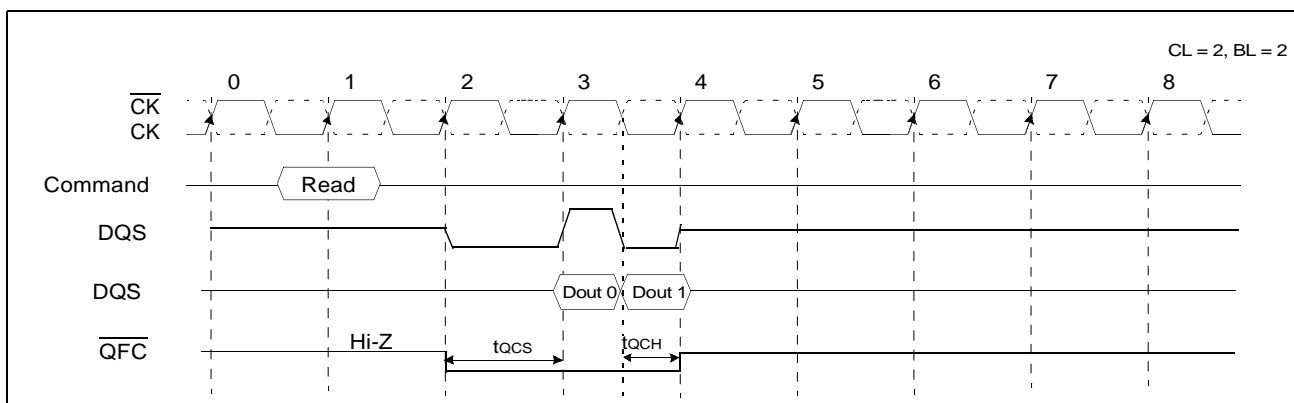 CL = 2, BL = 2
0 1 2 3 4 5 6 7 8
CK
CK
Command Read
DQS
DQS Dout 0 Dout 1
QFC Hi-Z tQCS tQCH